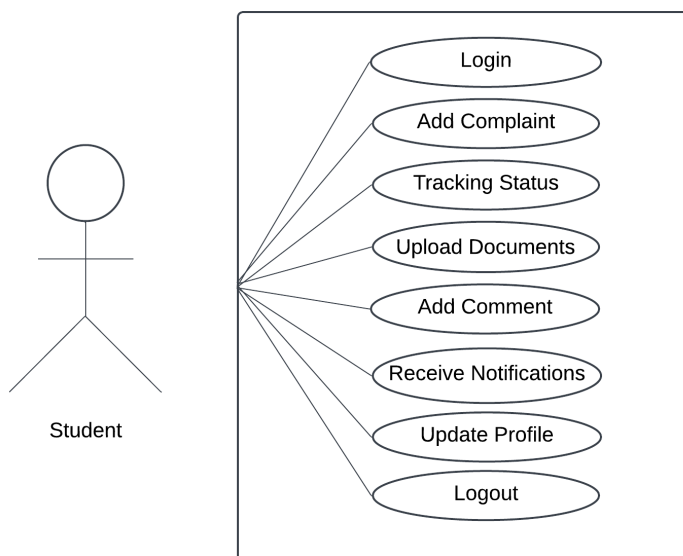 Login
Add Complaint
Tracking Status
Upload Documents
Add Comment
Receive Notifications
Update Profile
Logout
Student